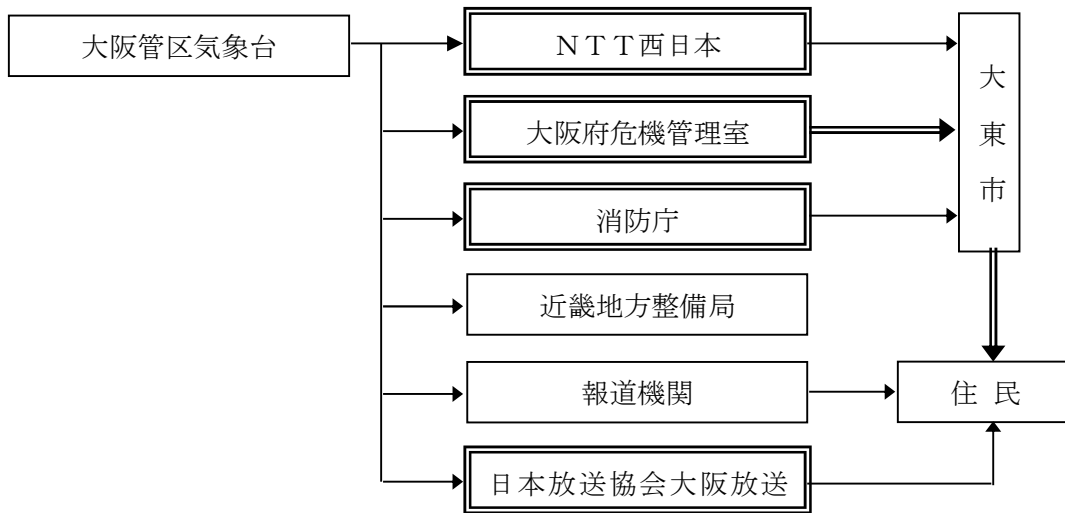 大阪管区気象台
ＮＴＴ西日本
大阪府危機管理室
消防庁
近畿地方整備局
報道機関
日本放送協会大阪放送
大東市
住民